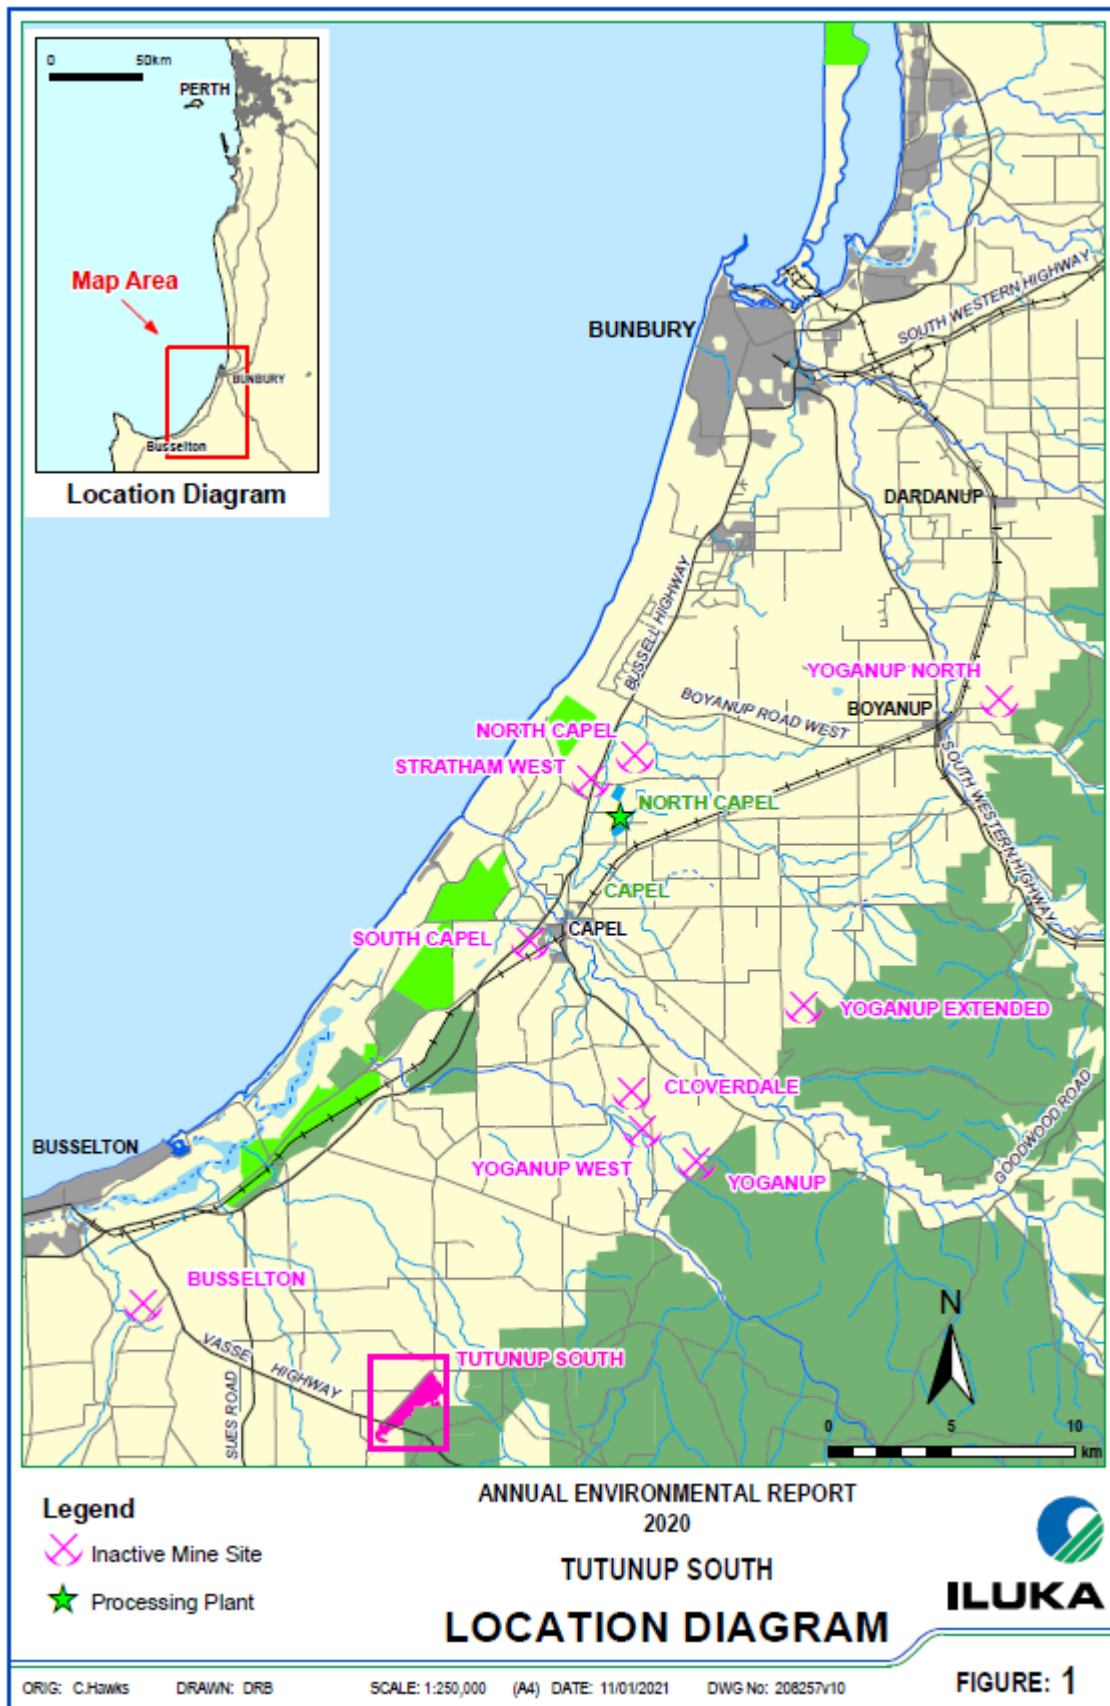 0 50km
PERTH
Map Area
BUNBURY
Busselton
Location Diagram
BUNBURY
SOUTH WESTERN HIGHWAY
DARDANUP
BUSSELL HIGHWAY
YOGANUP NORTH
BOYANUP ROAD WEST
BOYANUP
NORTH CAPEL
STRATHAM WEST
NORTH CAPEL
SOUTH WESTERN HIGHWAY
CAPEL
CAPEL
SOUTH CAPEL
YOGANUP EXTENDED
CLOVERDALE
GOODWOOD ROAD
BUSSELTON
YOGANUP WEST
YOGANUP
BUSSELTON
VASSE HIGHWAY
TUTUNUP SOUTH
SUES ROAD
N
0 5 10
km
Legend
Inactive Mine Site
Processing Plant
ANNUAL ENVIRONMENTAL REPORT
2020
TUTUNUP SOUTH
LOCATION DIAGRAM
ILUKA
ORIG: C.Hawks DRAWN: DRB SCALE: 1:250,000 (A4) DATE: 11/01/2021 DWG No: 208257v10
FIGURE: 1